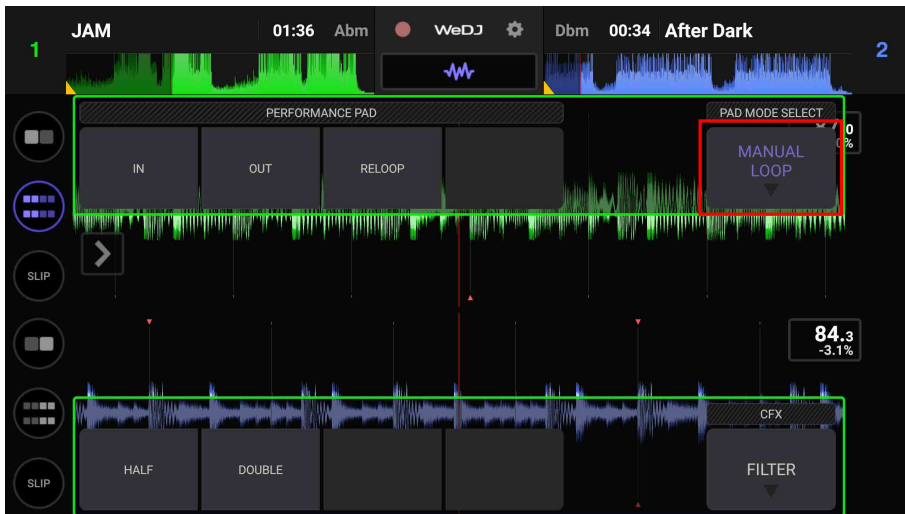 1
JAM
01:36
Abm
WeDJ
Dbm
00:34
After Dark
2
PERFORMANCE PAD
PAD MODE SELECT
IN
OUT
RELOOP
MANUAL
LOOP
SLIP
84.3
-3.1%
CFX
HALF
DOUBLE
FILTER
SLIP